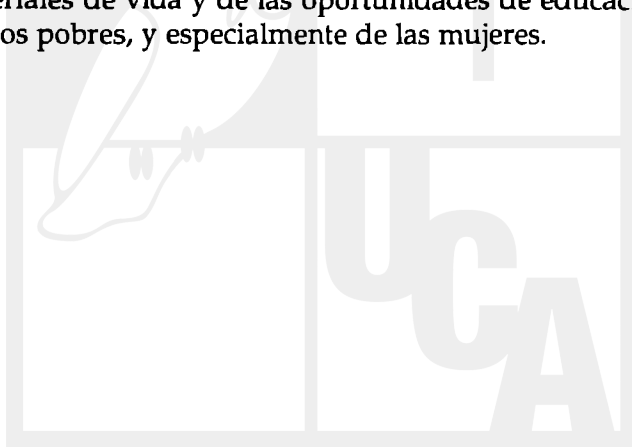 eriales de vida y de las oportunidades de educac
os pobres, y especialmente de las mujeres.
UCA